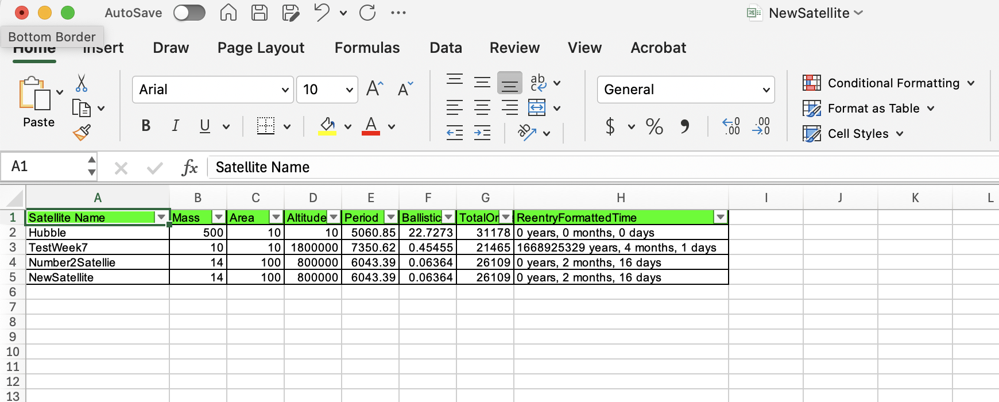 AutoSave
NewSatellite
Bottom Border
Home Insert Draw Page Layout Formulas Data Review View Acrobat
Paste
Arial 10
General
Conditional Formatting
Format as Table
Cell Styles
B I U A $ % .00
A1 fx Satellite Name
A B C D E F G H I J K L
1 Satellite Name Mass Area Altitude Period Ballistic TotalOr ReentryFormattedTime
2 Hubble 500 10 10 5060.85 22.7273 31178 0 years, 0 months, 0 days
3 TestWeek7 10 10 1800000 7350.62 0.45455 21465 1668925329 years, 4 months, 1 days
4 Number2Satellie 14 100 800000 6043.39 0.06364 26109 0 years, 2 months, 16 days
5 NewSatellite 14 100 800000 6043.39 0.06364 26109 0 years, 2 months, 16 days
6
7
8
9
10
11
12
13